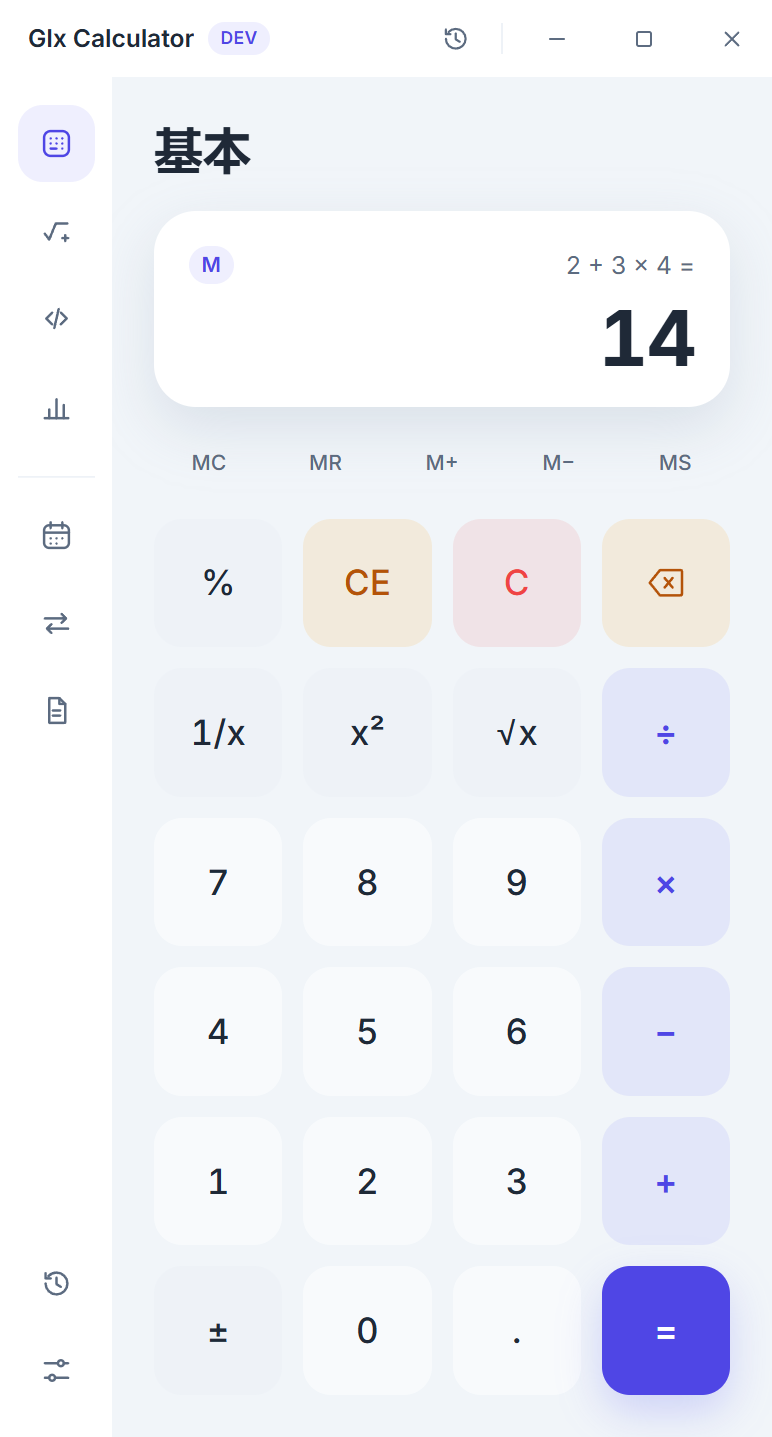 Glx Calculator DEV
基本
M 2 + 3 × 4 =
14
MC MR M+ M− MS
% CE C
1/x x² √x ÷
7 8 9 ×
4 5 6 −
1 2 3 +
± 0 . =